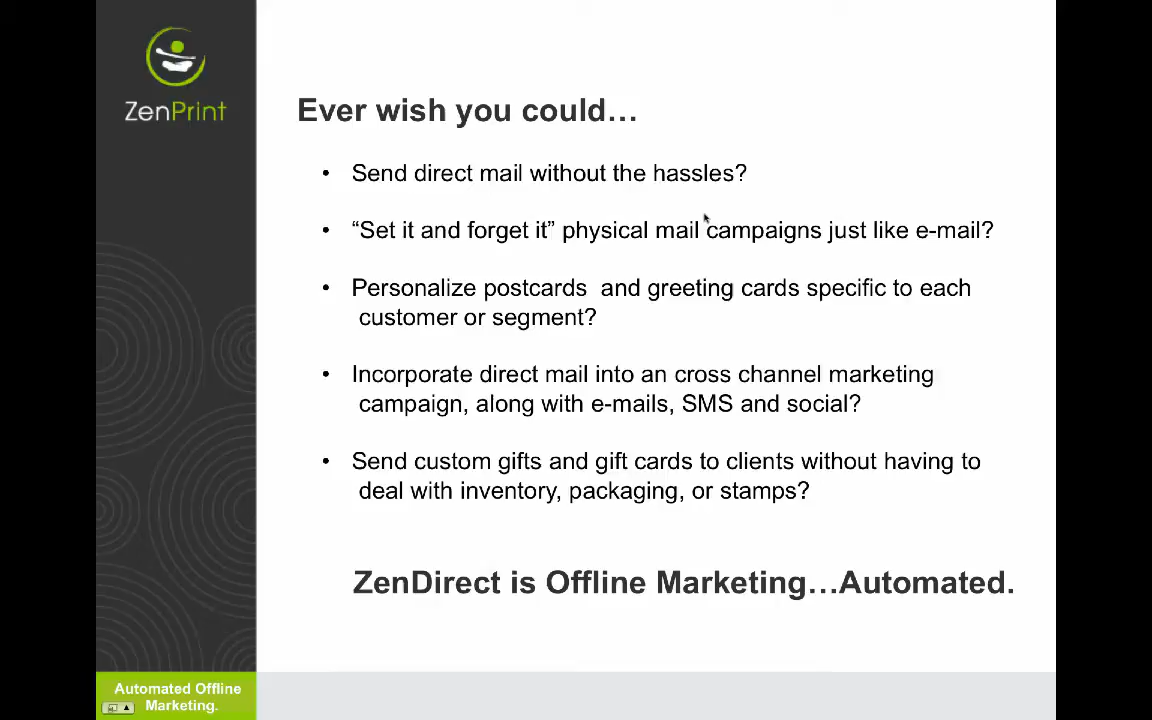 ZenPrint
Ever wish you could…
• Send direct mail without the hassles?
• “Set it and forget it” physical mail campaigns just like e-mail?
• Personalize postcards  and greeting cards specific to each
customer or segment?
• Incorporate direct mail into an cross channel marketing
campaign, along with e-mails, SMS and social?
• Send custom gifts and gift cards to clients without having to
deal with inventory, packaging, or stamps?
ZenDirect is Offline Marketing…Automated.
Automated Offline
Marketing.